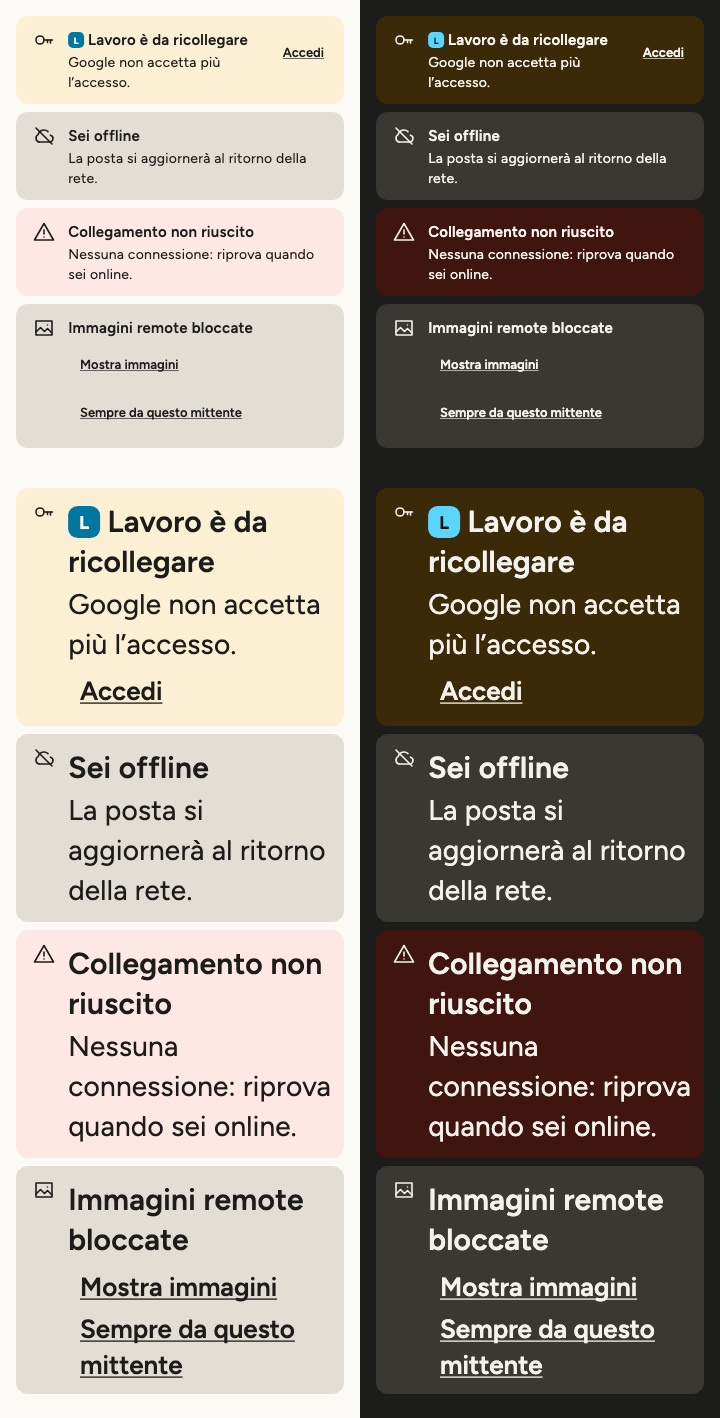 L Lavoro è da ricollegare
Google non accetta più
l’accesso.
Accedi
Sei offline
La posta si aggiornerà al ritorno della
rete.
Collegamento non riuscito
Nessuna connessione: riprova quando
sei online.
Immagini remote bloccate
Mostra immagini
Sempre da questo mittente
L Lavoro è da ricollegare
Google non accetta più
l’accesso.
Accedi
Sei offline
La posta si aggiornerà al ritorno della
rete.
Collegamento non riuscito
Nessuna connessione: riprova quando
sei online.
Immagini remote bloccate
Mostra immagini
Sempre da questo mittente
L Lavoro è da
ricollegare
Google non accetta
più l’accesso.
Accedi
Sei offline
La posta si
aggiornerà al ritorno
della rete.
Collegamento non
riuscito
Nessuna
connessione: riprova
quando sei online.
Immagini remote
bloccate
Mostra immagini
Sempre da questo
mittente
L Lavoro è da
ricollegare
Google non accetta
più l’accesso.
Accedi
Sei offline
La posta si
aggiornerà al ritorno
della rete.
Collegamento non
riuscito
Nessuna
connessione: riprova
quando sei online.
Immagini remote
bloccate
Mostra immagini
Sempre da questo
mittente